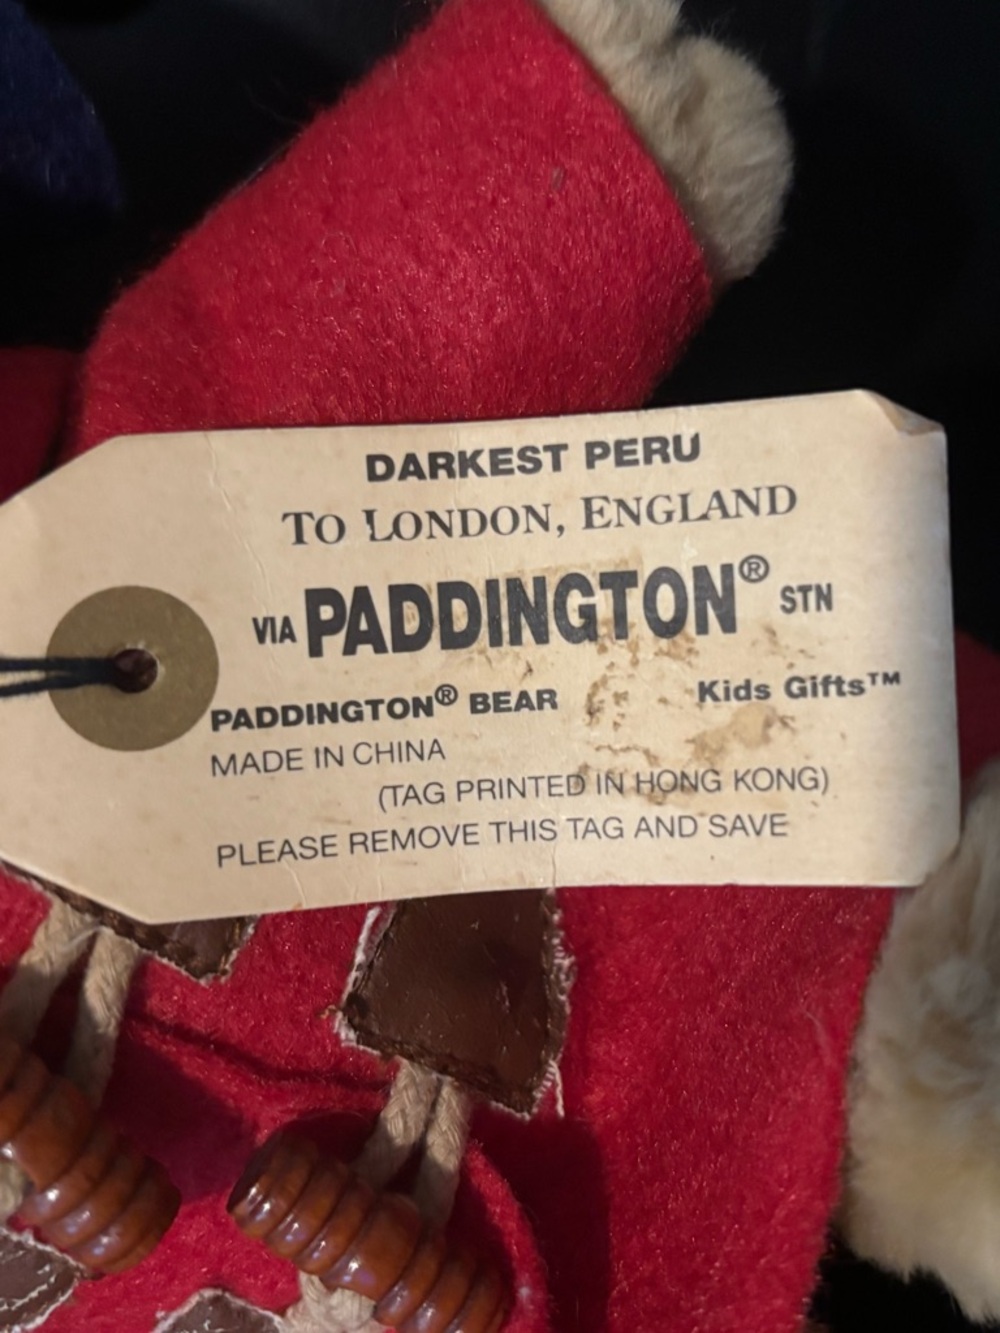 DARKEST PERU
TO LONDON, ENGLAND
VIA PADDINGTON® STN
PADDINGTON® BEAR Kids Gifts™
MADE IN CHINA
(TAG PRINTED IN HONG KONG)
PLEASE REMOVE THIS TAG AND SAVE